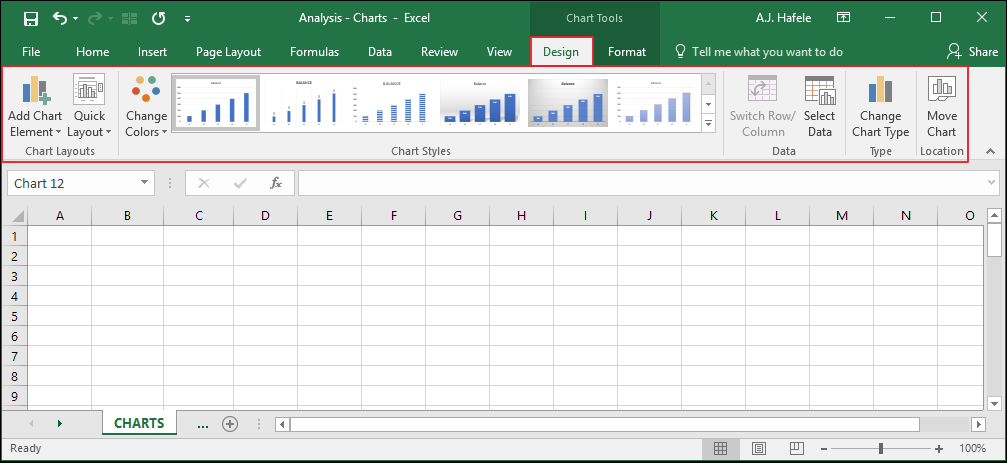 Analysis - Charts - Excel
Chart Tools
A.J. Hafele
File Home Insert Page Layout Formulas Data Review View Design Format Tell me what you want to do Share
Add Chart Element
Quick Layout
Chart Layouts
Change Colors
Balance
BALANCE
BALANCE
Balance
Balance
Chart Styles
Switch Row/
Column
Select Data
Data
Change
Chart Type
Type
Move Chart
Location
Chart 12
fx
A B C D E F G H I J K L M N O
1
2
3
4
5
6
7
8
9
CHARTS ...
Ready
100%